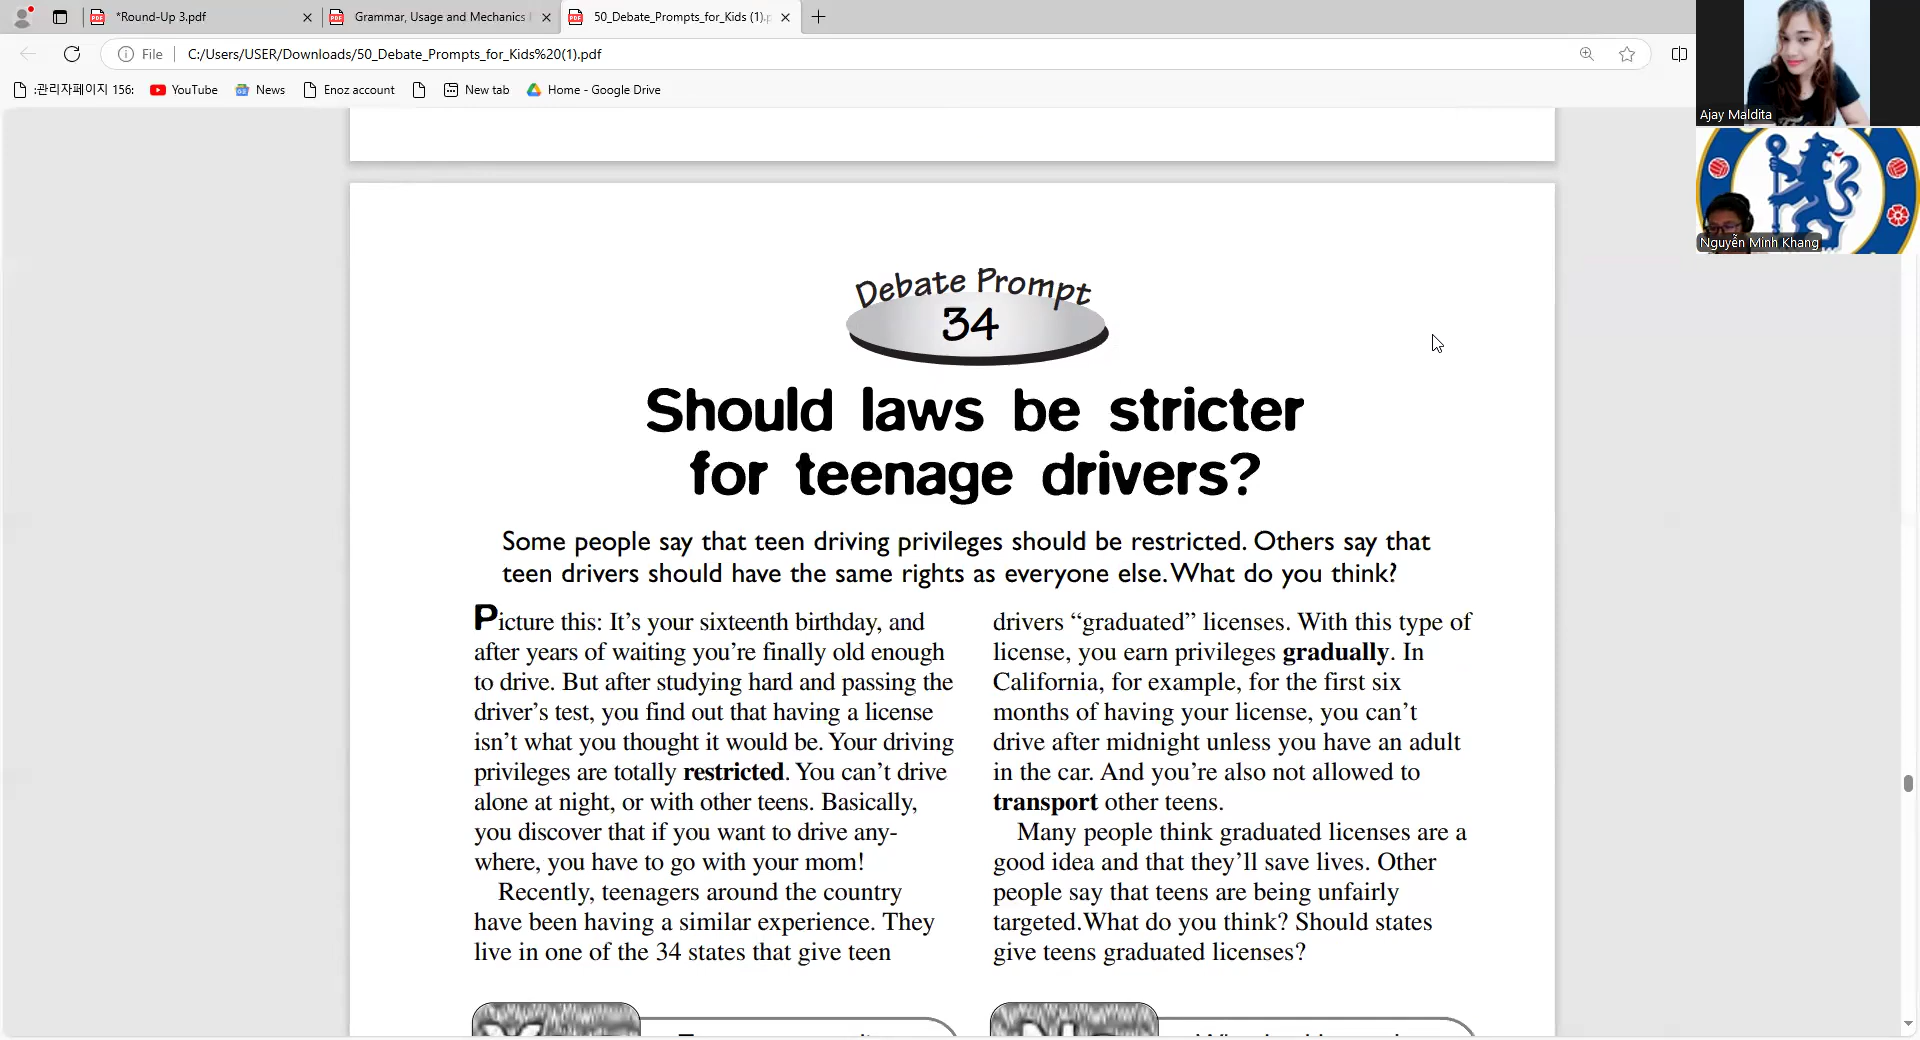 *Round-Up 3.pdf
Grammar, Usage and Mechanics
50_Debate_Prompts_for_Kids (1).p
File
C:/Users/USER/Downloads/50_Debate_Prompts_for_Kids%20(1).pdf
:관리자페이지 156:
YouTube
News
Enoz account
New tab
Home - Google Drive
Ajay Maldita
Nguyễn Minh Khang
Debate Prompt
34
Should laws be stricter
for teenage drivers?
Some people say that teen driving privileges should be restricted. Others say that
teen drivers should have the same rights as everyone else. What do you think?
Picture this: It's your sixteenth birthday, and
after years of waiting you're finally old enough
to drive. But after studying hard and passing the
driver's test, you find out that having a license
isn't what you thought it would be. Your driving
privileges are totally restricted. You can't drive
alone at night, or with other teens. Basically,
you discover that if you want to drive any-
where, you have to go with your mom!
Recently, teenagers around the country
have been having a similar experience. They
live in one of the 34 states that give teen
drivers “graduated” licenses. With this type of
license, you earn privileges gradually. In
California, for example, for the first six
months of having your license, you can't
drive after midnight unless you have an adult
in the car. And you're also not allowed to
transport other teens.
Many people think graduated licenses are a
good idea and that they'll save lives. Other
people say that teens are being unfairly
targeted.What do you think? Should states
give teens graduated licenses?